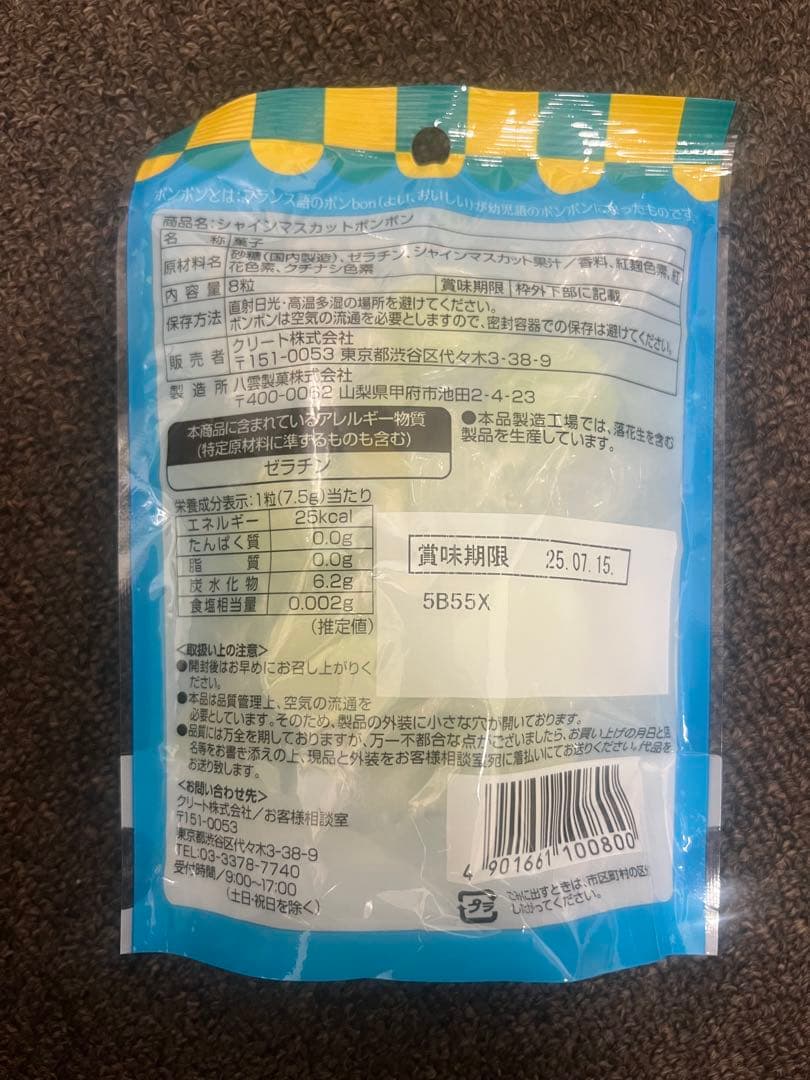 ボンボンとは:フランス語のボンbon(よい、おいしい)が幼児語のボンボンになったものです。
商品名:シャインマスカットボンボン
名称 菓子
原材料名 砂糖(国内製造)、ゼラチン、シャインマスカット果汁/香料、紅麹色素、紅
花色素、クチナシ色素
内容量 8粒 賞味期限 枠外下部に記載
保存方法 直射日光・高温多湿の場所を避けてください。
ボンボンは空気の流通を必要としますので、密封容器での保存は避けてください。
販売者 クリート株式会社
〒151-0053 東京都渋谷区代々木3-38-9
製造所 八雲製菓株式会社
〒400-0062 山梨県甲府市池田2-4-23
本商品に含まれているアレルギー物質
(特定原材料に準ずるものも含む)
ゼラチン
●本品製造工場では、落花生を含む
製品を生産しています。
栄養成分表示:1粒(7.5g)当たり
エネルギー 25kcal
たんぱく質 0.0g
脂質 0.0g
炭水化物 6.2g
食塩相当量 0.002g
(推定値)
賞味期限 25.07.15.
5B55X
<取扱い上の注意>
●開封後はお早めにお召し上がりく
ださい。
●本品は品質管理上、空気の流通を
必要としています。そのため、製品の外装に小さな穴が開いております。
●品質には万全を期しておりますが、万一不都合な点がございましたら、お買い上げの月日と店
名等をお書き添えの上、現品と外装をお客様相談室宛に着払いにてお送りください。代品を
お送り致します。
<お問い合わせ先>
クリート株式会社/お客様相談室
〒151-0053
東京都渋谷区代々木3-38-9
TEL:03-3378-7740
受付時間/9:00~17:00
(土日・祝日を除く)
4 901661 100800
プラ
ごみに出すときは、市区町村の区分
したがってください。